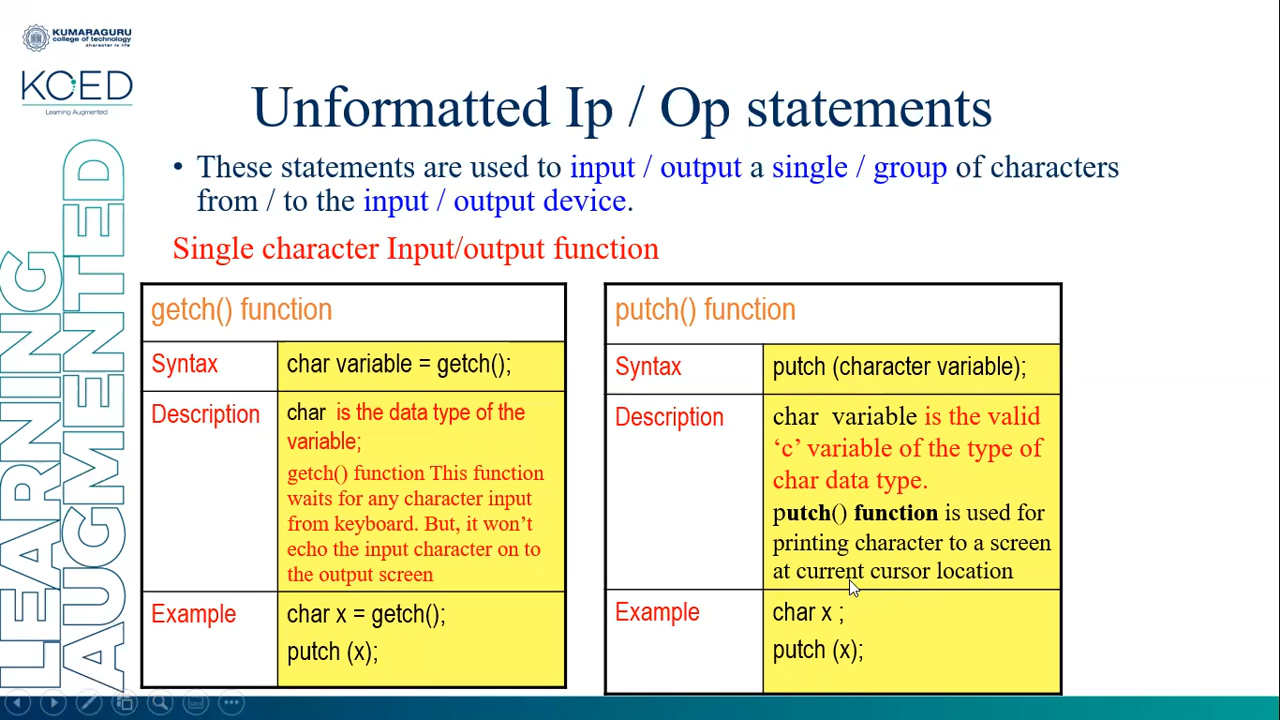 KUMARAGURU
college of technology
character is life
KCED
Learning Augmented
LEARNING
AUGMENTED
Unformatted Ip / Op statements
• These statements are used to input / output a single / group of characters
from / to the input / output device.
Single character Input/output function
getch() function
Syntax
char variable = getch();
Description
char is the data type of the
variable;
getch() function This function
waits for any character input
from keyboard. But, it won’t
echo the input character on to
the output screen
Example
char x = getch();
putch (x);
putch() function
Syntax
putch (character variable);
Description
char variable is the valid
‘c’ variable of the type of
char data type.
putch() function is used for
printing character to a screen
at current cursor location
Example
char x ;
putch (x);